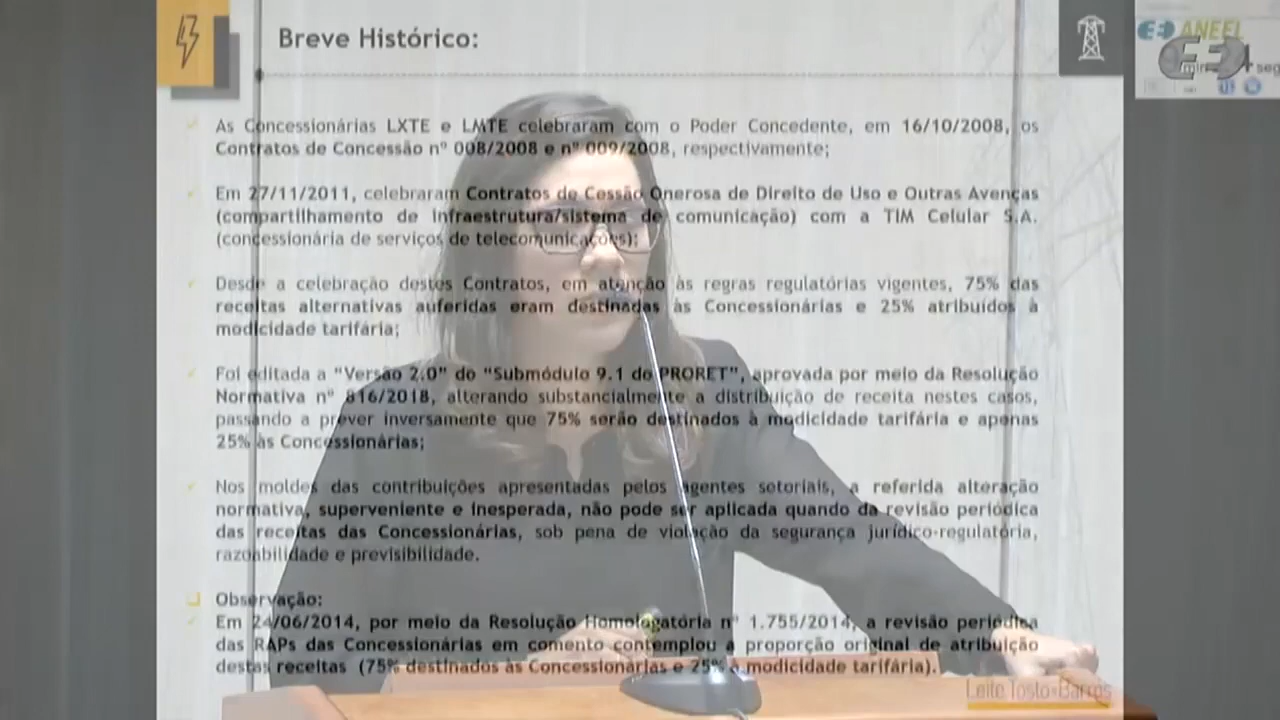 Breve Histórico:
ANEEL
seg
As Concessionárias LXTE e LMTE celebraram com o Poder Concedente, em 16/10/2008, os
Contratos de Concessão nº 008/2008 e nº 009/2008, respectivamente;
Em 27/11/2011, celebraram Contratos de Cessão Onerosa de Direito de Uso e Outras Avenças
(compartilhamento de infraestrutura/sistema de comunicação) com a TIM Celular S.A.
(concessionária de serviços de telecomunicações);
Desde a celebração destes Contratos, em atenção às regras regulatórias vigentes, 75% das
receitas alternativas auferidas eram destinadas às Concessionárias e 25% atribuídos à
modicidade tarifária;
Foi editada a “Versão 2.0” do “Submódulo 9.1 do PRORET”, aprovada por meio da Resolução
Normativa nº 816/2018, alterando substancialmente a distribuição de receita nestes casos,
passando a prever inversamente que 75% serão destinados à modicidade tarifária e apenas
25% às Concessionárias;
Nos moldes das contribuições apresentadas pelos agentes setoriais, a referida alteração
normativa, superveniente e inesperada, não pode ser aplicada quando da revisão periódica
das receitas das Concessionárias, sob pena de violação da segurança jurídico-regulatória,
razoabilidade e previsibilidade.
Observação:
Em 24/06/2014, por meio da Resolução Homologatória nº 1.755/2014, a revisão periódica
das RAPs das Concessionárias em comento contemplou a proporção original de atribuição
destas receitas (75% destinados às Concessionárias e 25% à modicidade tarifária).
Leite Tosto e Barros